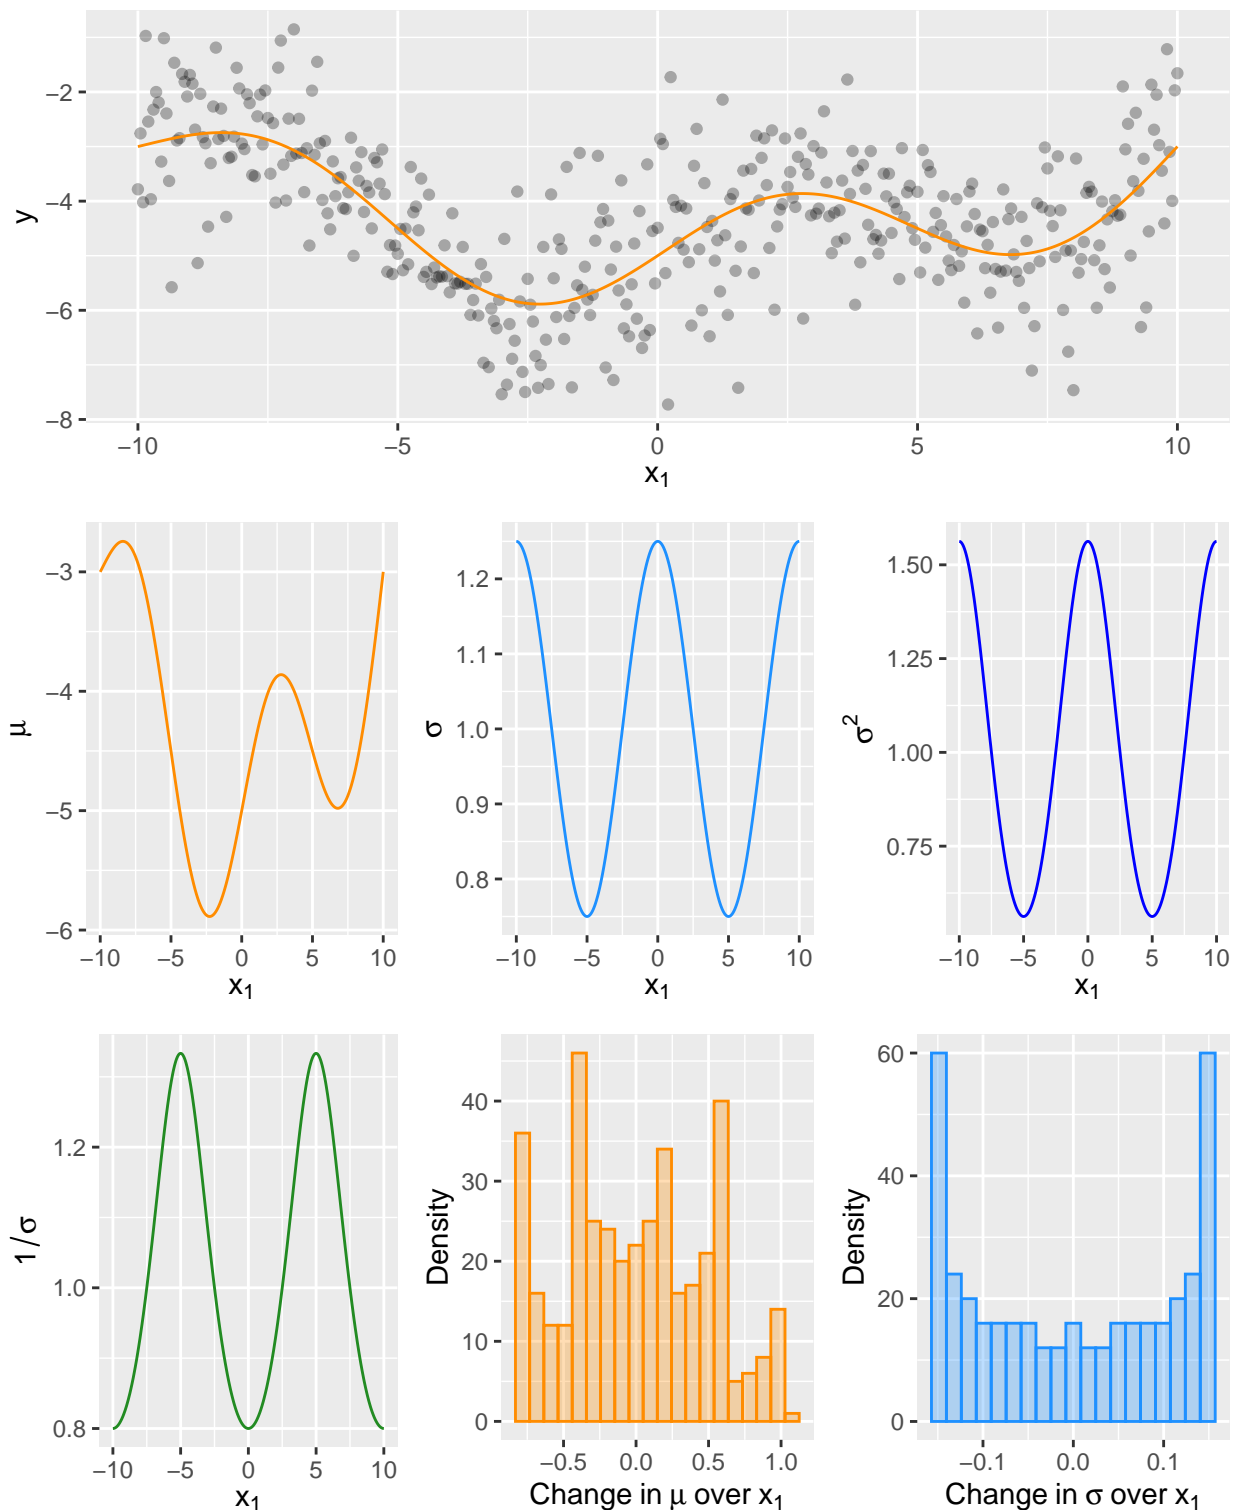 y
−2
−4
−6
−8
−10 −5 0 5 10
x₁
μ
−3
−4
−5
−6
−10 −5 0 5 10
x₁
σ
1.2
1.1
1.0
0.9
0.8
−10 −5 0 5 10
x₁
σ²
1.50
1.25
1.00
0.75
−10 −5 0 5 10
x₁
1/σ
1.2
1.0
0.8
−10 −5 0 5 10
x₁
Density
40
30
20
10
0
−0.5 0.0 0.5 1.0
Change in μ over x₁
Density
60
40
20
0
−0.1 0.0 0.1
Change in σ over x₁